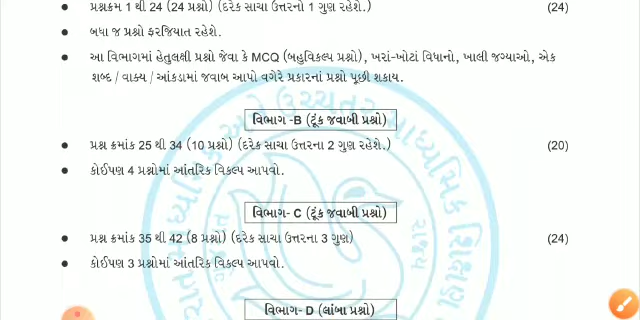 પ્રશ્નક્રમ 1 થી 24 (24 પ્રશ્નો) (દરેક સાચા ઉત્તરનો 1 ગુણ રહેશે.) (24)
બધા જ પ્રશ્નો ફરજિયાત રહેશે.
આ વિભાગમાં હેતુલક્ષી પ્રશ્નો જેવા કે MCQ (બહુવિકલ્પ પ્રશ્નો), ખરાં-ખોટાં વિધાનો, ખાલી જગ્યાઓ, એક
શબ્દ / વાક્ય / આંકડામાં જવાબ આપો વગેરે પ્રકારનાં પ્રશ્નો પૂછી શકાય.
વિભાગ -B (ટૂંક જવાબી પ્રશ્નો)
પ્રશ્ન ક્રમાંક 25 થી 34 (10 પ્રશ્નો) (દરેક સાચા ઉત્તરના 2 ગુણ રહેશે.) (20)
કોઈપણ 4 પ્રશ્નોમાં આંતરિક વિકલ્પ આપવો.
વિભાગ- C (ટૂંક જવાબી પ્રશ્નો)
પ્રશ્ન ક્રમાંક 35 થી 42 (8 પ્રશ્નો) (દરેક સાચા ઉત્તરના 3 ગુણ) (24)
કોઈપણ 3 પ્રશ્નોમાં આંતરિક વિકલ્પ આપવો.
વિભાગ- D (લાંબા પ્રશ્નો)